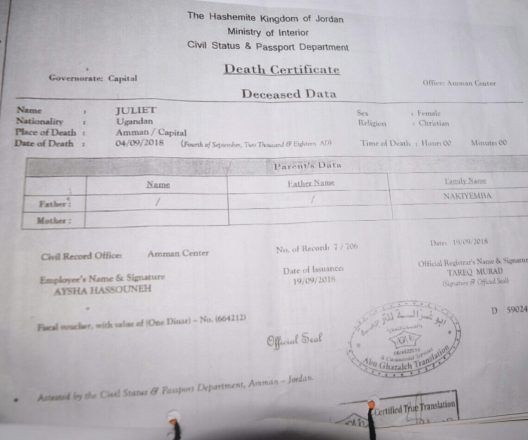 The Hashemite Kingdom of Jordan
Ministry of Interior
Civil Status & Passport Department
Governorate: Capital
Death Certificate
Office: Amman Center
Deceased Data
Name : JULIET
Sex : Female
Nationality : Ugandan
Religion : Christian
Place of Death : Amman / Capital
Date of Death : 04/09/2018 (Fourth of September, Two Thousand & Eighteen AD)
Time of Death : Hour: 00 Minute: 00
Parent's Data
Name Father Name Family Name
Father : / / NAKIYEMBA
Mother :
Civil Record Office: Amman Center
No. of Record: 7 / 206
Date: 19/09/2018
Employee's Name & Signature
AYSHA HASSOUNEH
Date of Issuance:
19/09/2018
Official Registrar's Name & Signature
TAREQ MURAD
(Signature & Official Seal)
Fiscal voucher, with value of (One Dinar) – No. (664212)
Official Seal
D 59024
Abu Ghazaleh Translation
Attested by the Civil Status & Passport Department, Amman – Jordan.
Certified True Translation